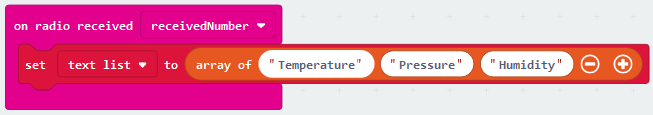 on radio received receivedNumber
set text list to array of "Temperature" "Pressure" "Humidity"